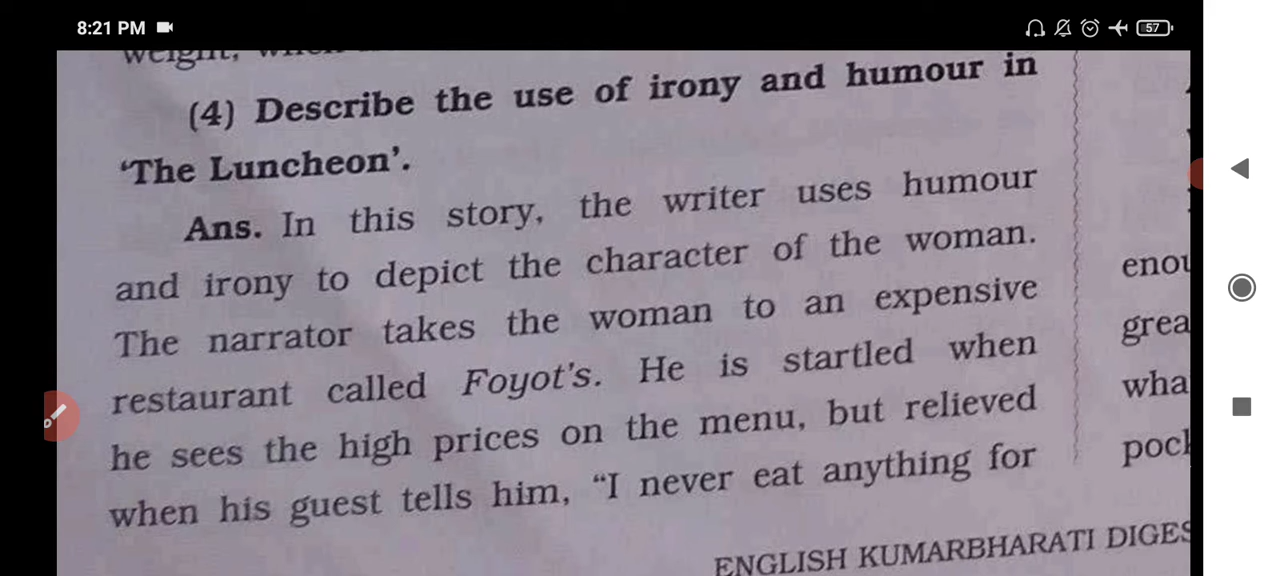 8:21 PM
57
weight,
(4) Describe the use of irony and humour in
'The Luncheon'.
Ans. In this story, the writer uses humour
and irony to depict the character of the woman.
The narrator takes the woman to an expensive
restaurant called Foyot's. He is startled when
he sees the high prices on the menu, but relieved
when his guest tells him, “I never eat anything for
enou
grea
wha
pock
ENGLISH KUMARBHARATI DIGES